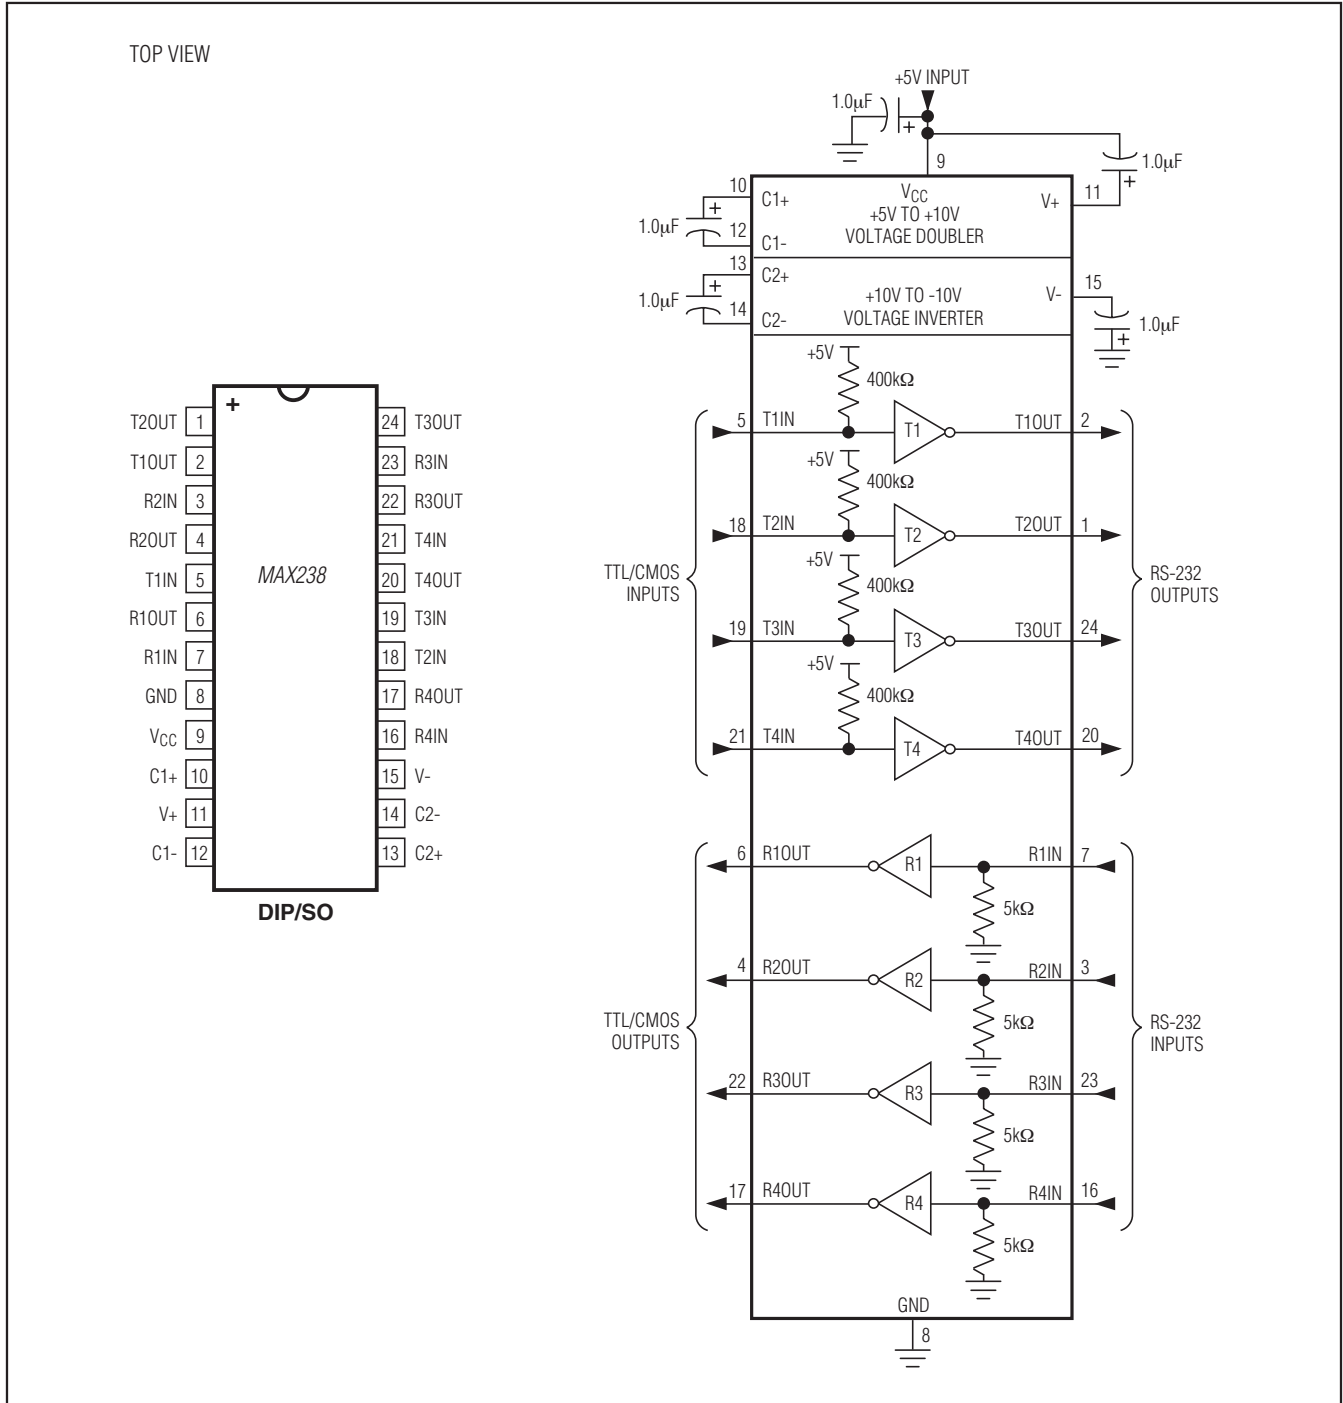 TOP VIEW
+
T2OUT 1
T1OUT 2
R2IN 3
R2OUT 4
T1IN 5
R1OUT 6
R1IN 7
GND 8
VCC 9
C1+ 10
V+ 11
C1- 12
MAX238
24 T3OUT
23 R3IN
22 R3OUT
21 T4IN
20 T4OUT
19 T3IN
18 T2IN
17 R4OUT
16 R4IN
15 V-
14 C2-
13 C2+
DIP/SO
+5V INPUT
1.0µF
+
9
1.0µF
+
10 C1+
VCC
+5V TO +10V
VOLTAGE DOUBLER
V+ 11
+
1.0µF
12 C1-
13 C2+
+
1.0µF
14 C2-
+10V TO -10V
VOLTAGE INVERTER
V- 15
1.0µF
+
+5V
400kΩ
5 T1IN T1 T1OUT 2
+5V
400kΩ
18 T2IN T2 T2OUT 1
+5V
400kΩ
19 T3IN T3 T3OUT 24
+5V
400kΩ
21 T4IN T4 T4OUT 20
TTL/CMOS
INPUTS
RS-232
OUTPUTS
6 R1OUT R1 R1IN 7
5kΩ
4 R2OUT R2 R2IN 3
5kΩ
22 R3OUT R3 R3IN 23
5kΩ
17 R4OUT R4 R4IN 16
5kΩ
TTL/CMOS
OUTPUTS
RS-232
INPUTS
GND
8